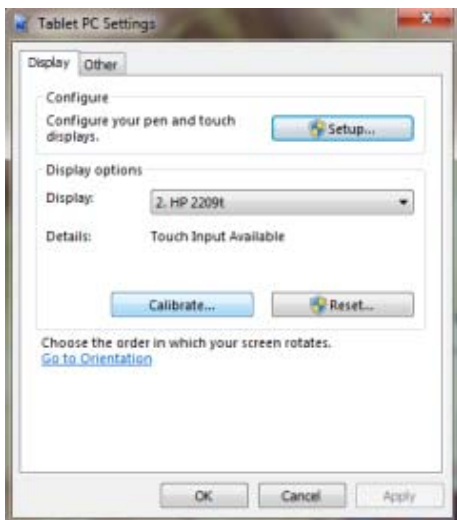 Tablet PC Settings
Display Other
Configure
Configure your pen and touch
displays.
Setup...
Display options
Display: 2. HP 2209t
Details: Touch Input Available
Calibrate... Reset...
Choose the order in which your screen rotates.
Go to Orientation
OK Cancel Apply